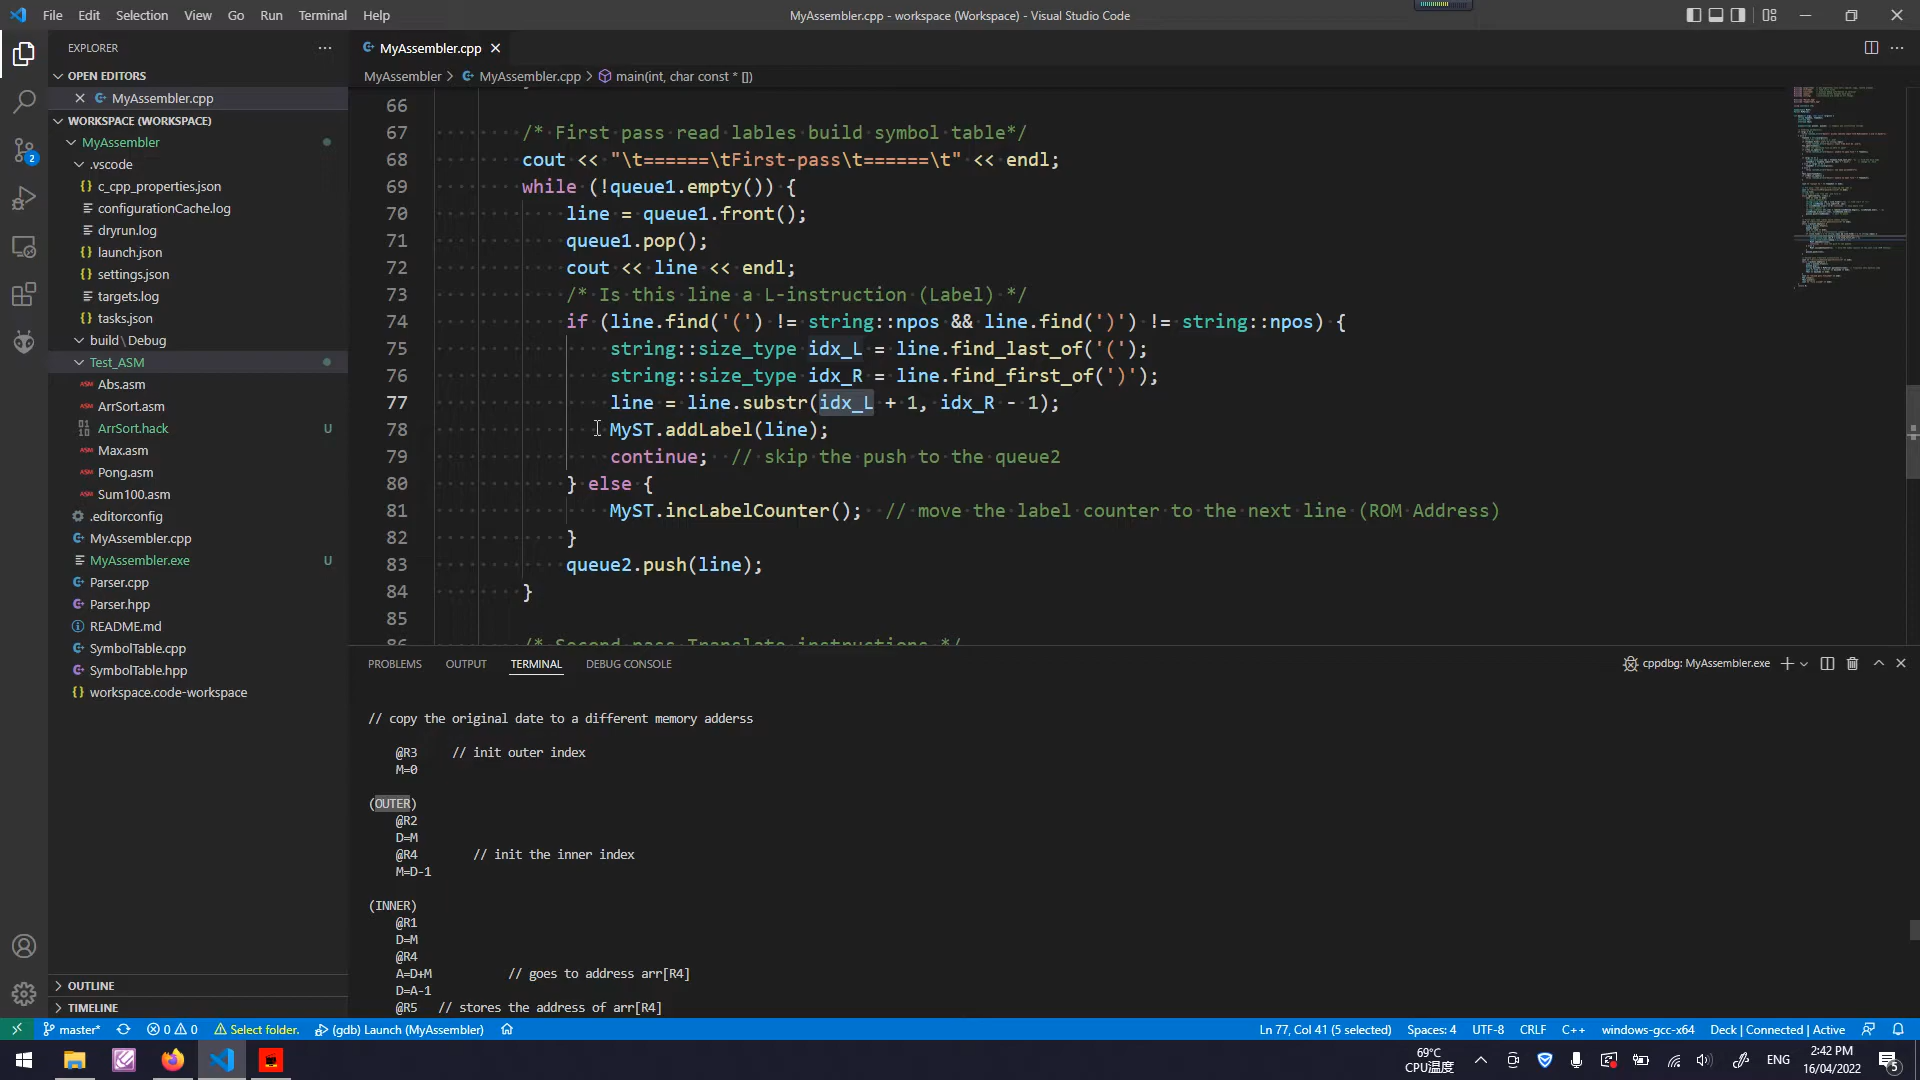 File Edit Selection View Go Run Terminal Help
MyAssembler.cpp - workspace (Workspace) - Visual Studio Code
EXPLORER
OPEN EDITORS
MyAssembler.cpp
WORKSPACE (WORKSPACE)
MyAssembler
.vscode
c_cpp_properties.json
configurationCache.log
dryrun.log
launch.json
settings.json
targets.log
tasks.json
build\Debug
Test_ASM
Abs.asm
ArrSort.asm
ArrSort.hack U
Max.asm
Pong.asm
Sum100.asm
.editorconfig
MyAssembler.cpp
MyAssembler.exe U
Parser.cpp
Parser.hpp
README.md
SymbolTable.cpp
SymbolTable.hpp
workspace.code-workspace
OUTLINE
TIMELINE
MyAssembler.cpp
MyAssembler > MyAssembler.cpp > main(int, char const * [])
66
67 /* First pass read lables build symbol table*/
68 cout << "\t======\tFirst-pass\t======\t" << endl;
69 while (!queue1.empty()) {
70 line = queue1.front();
71 queue1.pop();
72 cout << line << endl;
73 /* Is this line a L-instruction (Label) */
74 if (line.find('(') != string::npos && line.find(')') != string::npos) {
75 string::size_type idx_L = line.find_last_of('(');
76 string::size_type idx_R = line.find_first_of(')');
77 line = line.substr(idx_L + 1, idx_R - 1);
78 MyST.addLabel(line);
79 continue; // skip the push to the queue2
80 } else {
81 MyST.incLabelCounter(); // move the label counter to the next line (ROM Address)
82 }
83 queue2.push(line);
84 }
85
86 /* Second pass Translate instructions */
PROBLEMS OUTPUT TERMINAL DEBUG CONSOLE
cppdbg: MyAssembler.exe
// copy the original date to a different memory adderss
@R3 // init outer index
M=0
(OUTER)
@R2
D=M
@R4 // init the inner index
M=D-1
(INNER)
@R1
D=M
@R4
A=D+M // goes to address arr[R4]
D=A-1
@R5 // stores the address of arr[R4]
master* 0 0 Select folder. (gdb) Launch (MyAssembler)
Ln 77, Col 41 (5 selected) Spaces: 4 UTF-8 CRLF C++ windows-gcc-x64 Deck | Connected | Active
69°C
CPU温度
ENG
2:42 PM
16/04/2022
5
2